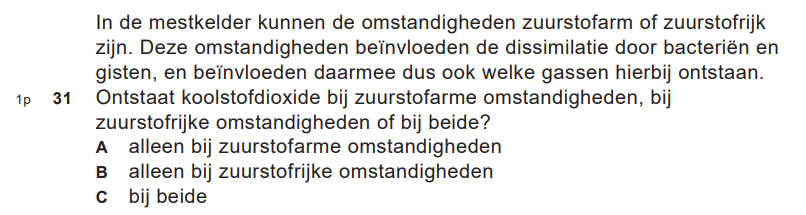 In de mestkelder kunnen de omstandigheden zuurstofarm of zuurstofrijk
zijn. Deze omstandigheden beïnvloeden de dissimilatie door bacteriën en
gisten, en beïnvloeden daarmee dus ook welke gassen hierbij ontstaan.
1p 31 Ontstaat koolstofdioxide bij zuurstofarme omstandigheden, bij
zuurstofrijke omstandigheden of bij beide?
A alleen bij zuurstofarme omstandigheden
B alleen bij zuurstofrijke omstandigheden
C bij beide